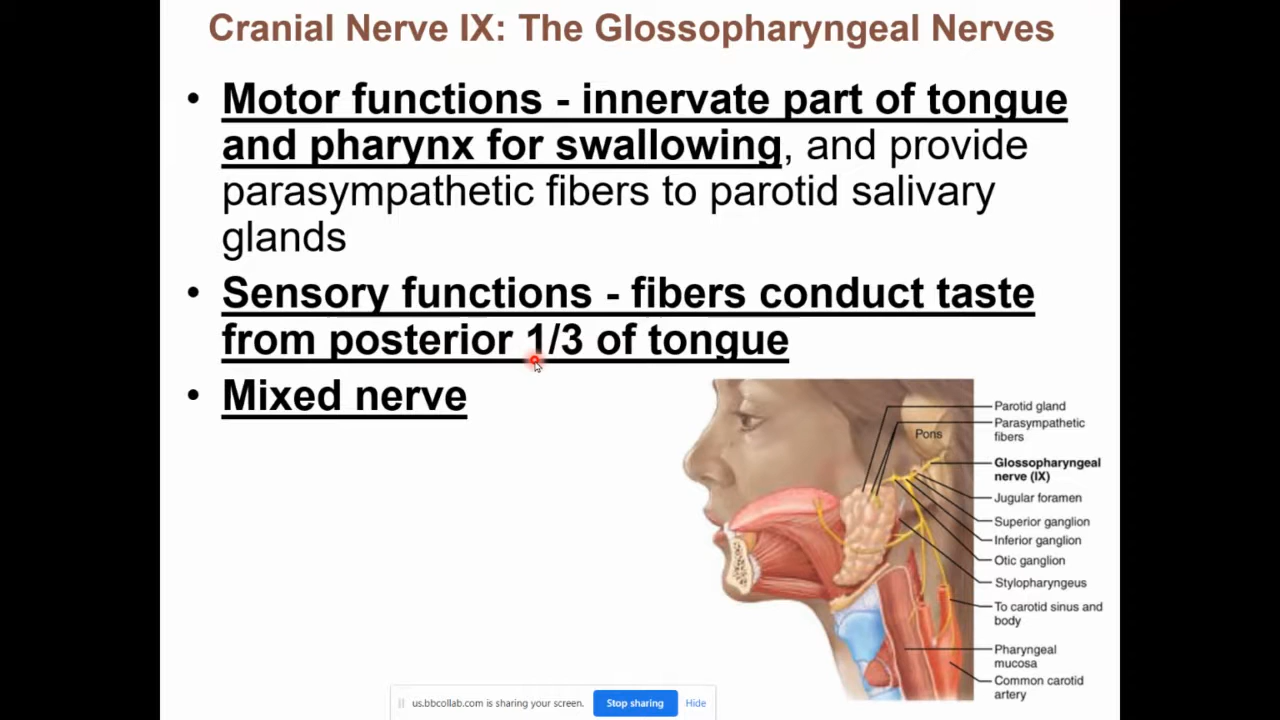 Cranial Nerve IX: The Glossopharyngeal Nerves
• Motor functions - innervate part of tongue
and pharynx for swallowing, and provide
parasympathetic fibers to parotid salivary
glands
• Sensory functions - fibers conduct taste
from posterior 1/3 of tongue
• Mixed nerve
Parotid gland
Parasympathetic
fibers
Pons
Glossopharyngeal
nerve (IX)
Jugular foramen
Superior ganglion
Inferior ganglion
Otic ganglion
Stylopharyngeus
To carotid sinus and
body
Pharyngeal
mucosa
Common carotid
artery
us.bbcollab.com is sharing your screen. Stop sharing Hide